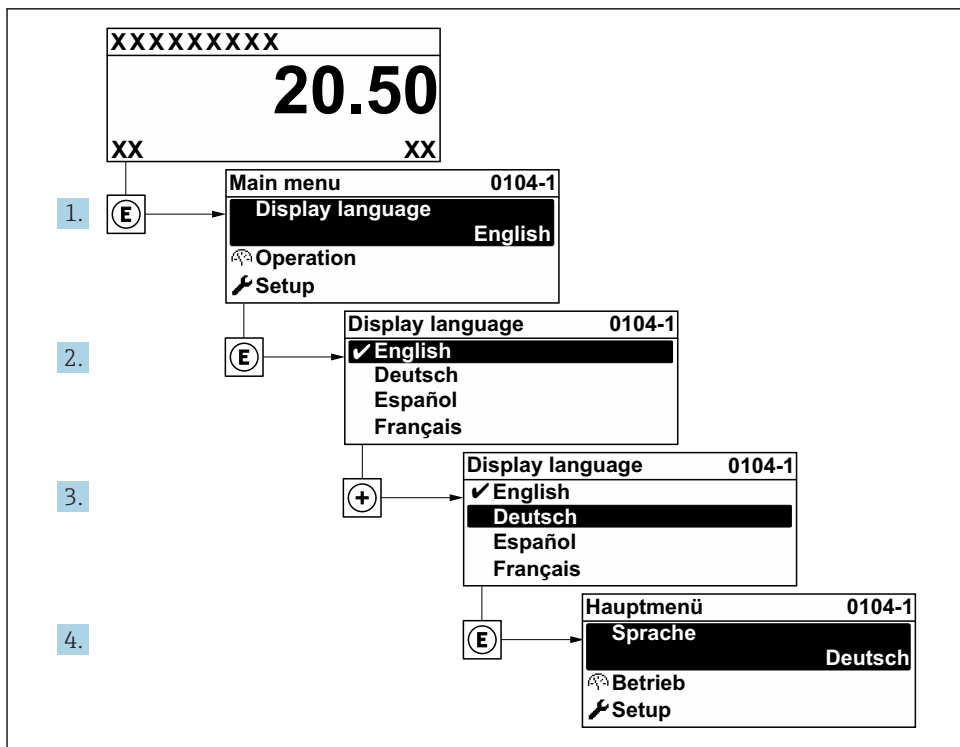 XXXXXXXXX
20.50
XX XX
1. E
Main menu 0104-1
Display language
English
Operation
Setup
2. E
Display language 0104-1
✔English
Deutsch
Español
Français
3. +
Display language 0104-1
✔English
Deutsch
Español
Français
4. E
Hauptmenü 0104-1
Sprache
Deutsch
Betrieb
Setup